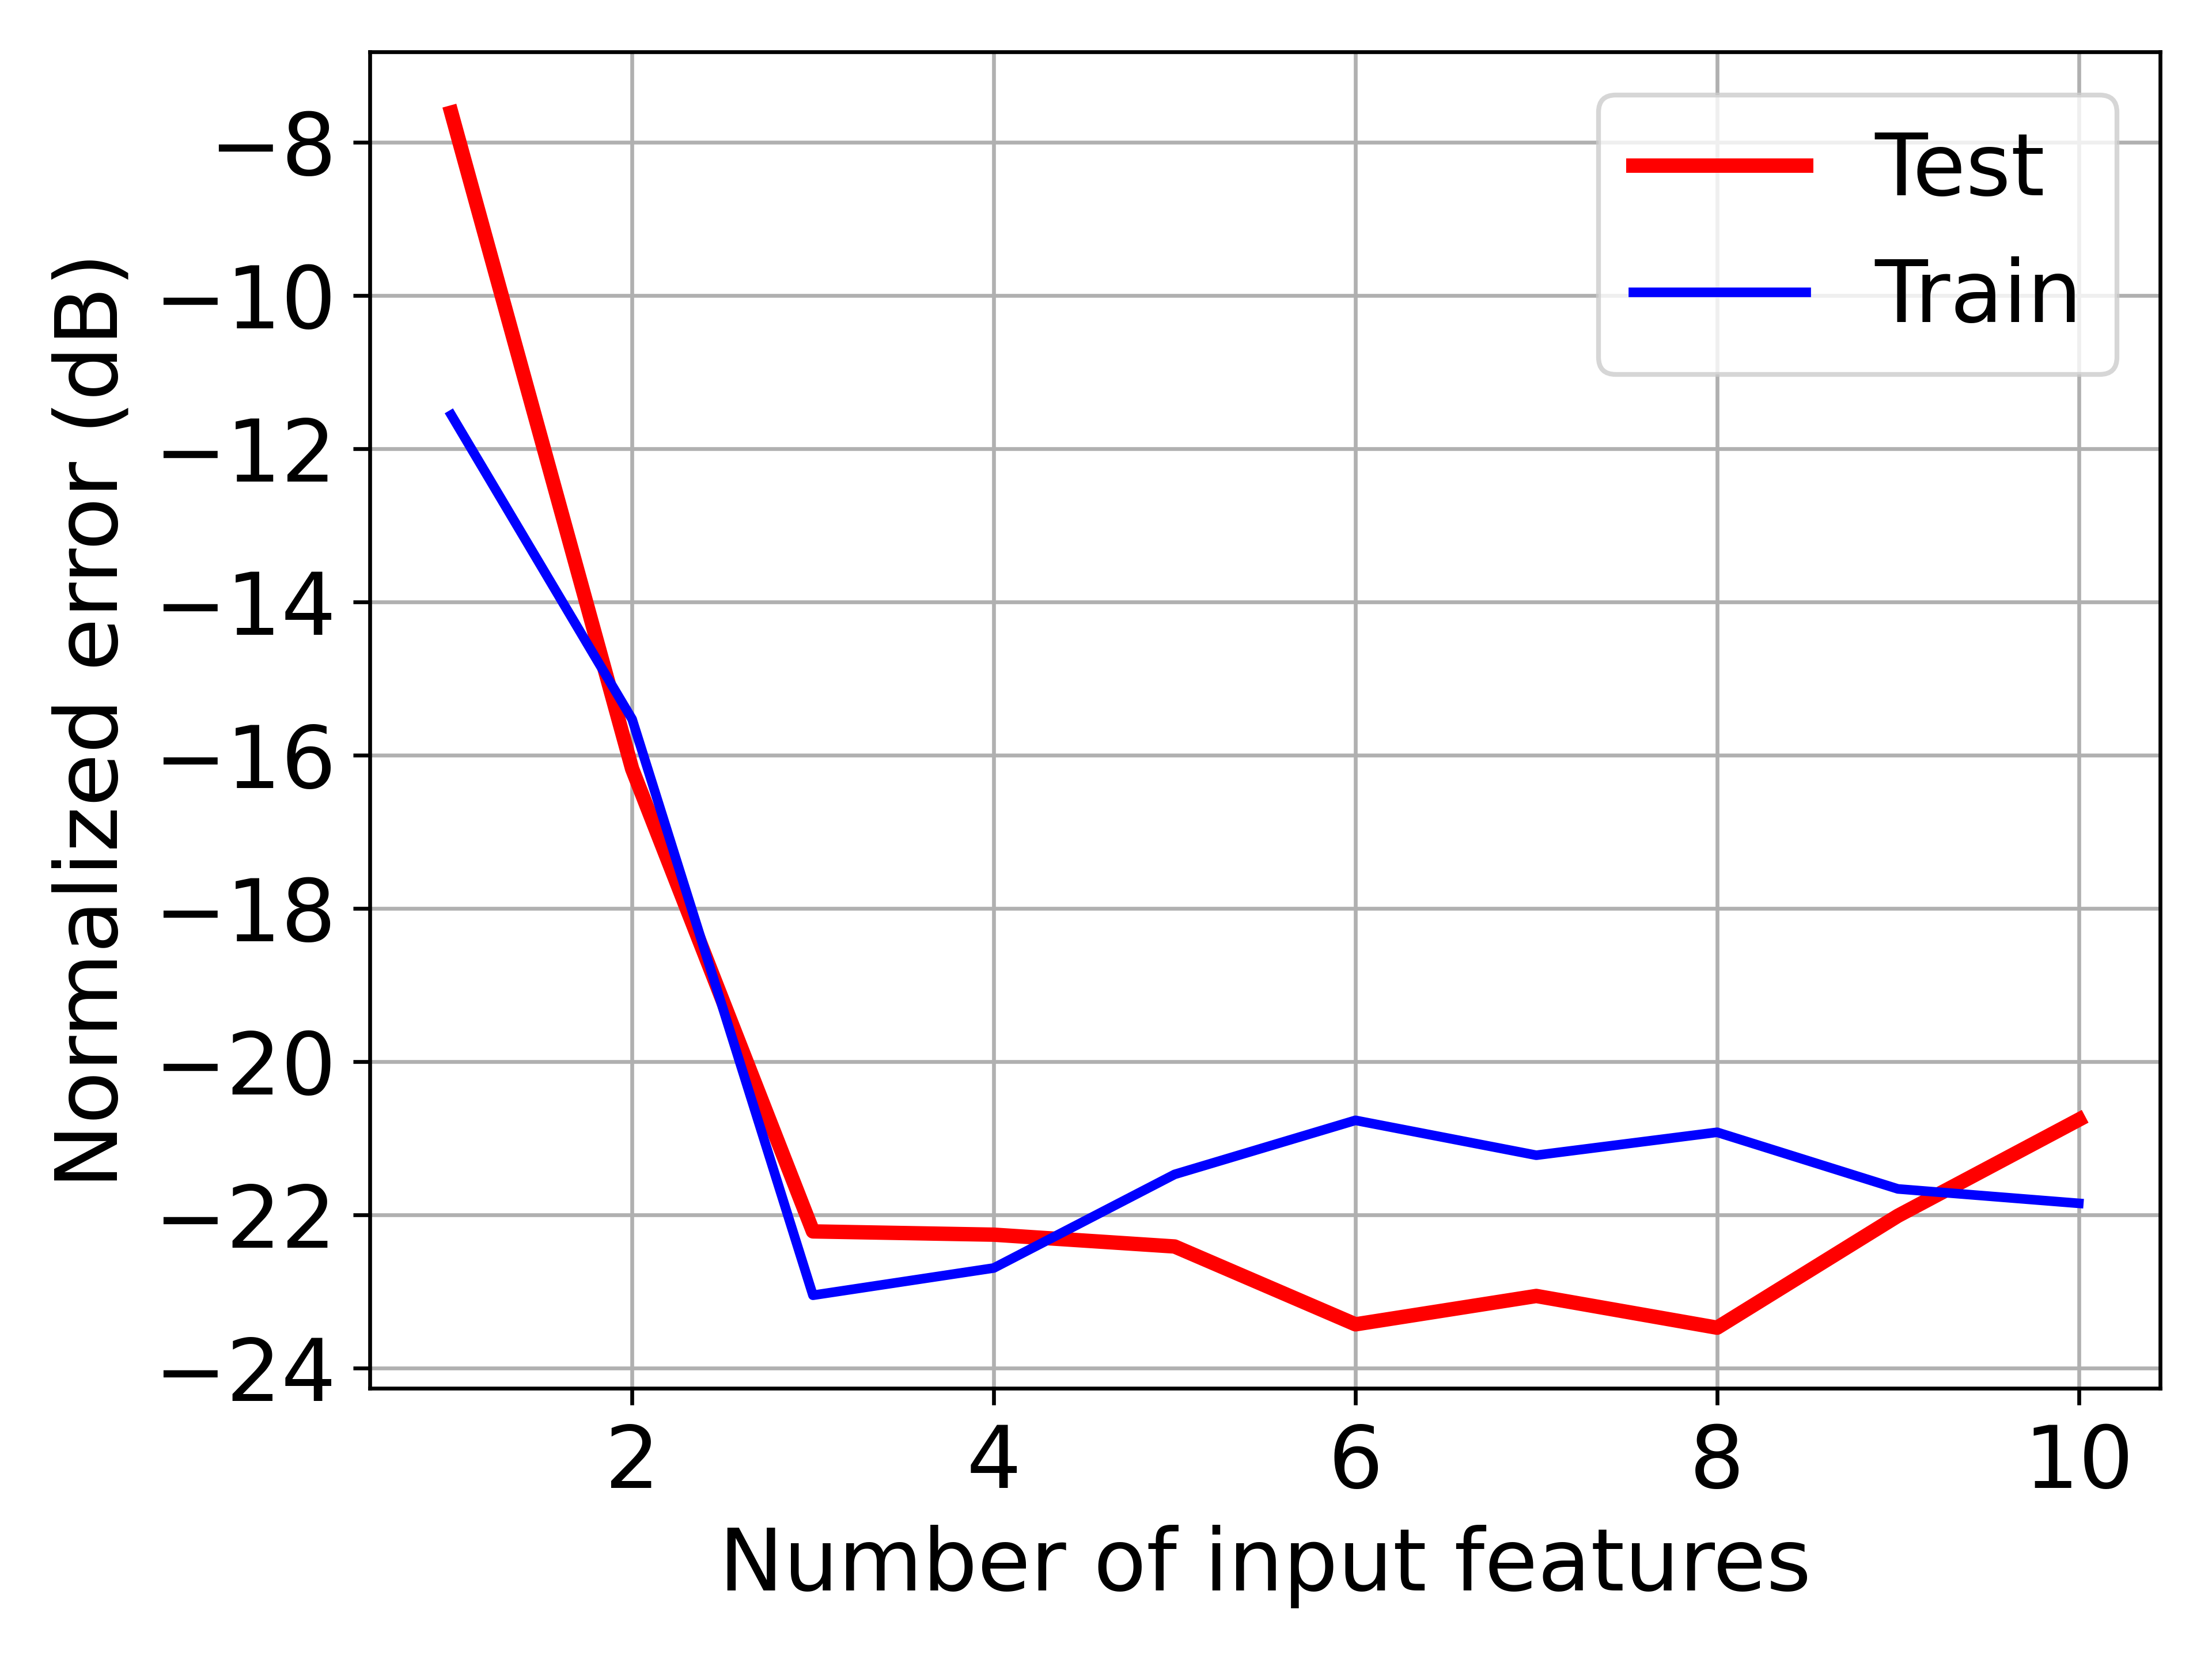 Test
Train
−8
−10
−12
−14
−16
−18
−20
−22
−24
Normalized error (dB)
2 4 6 8 10
Number of input features